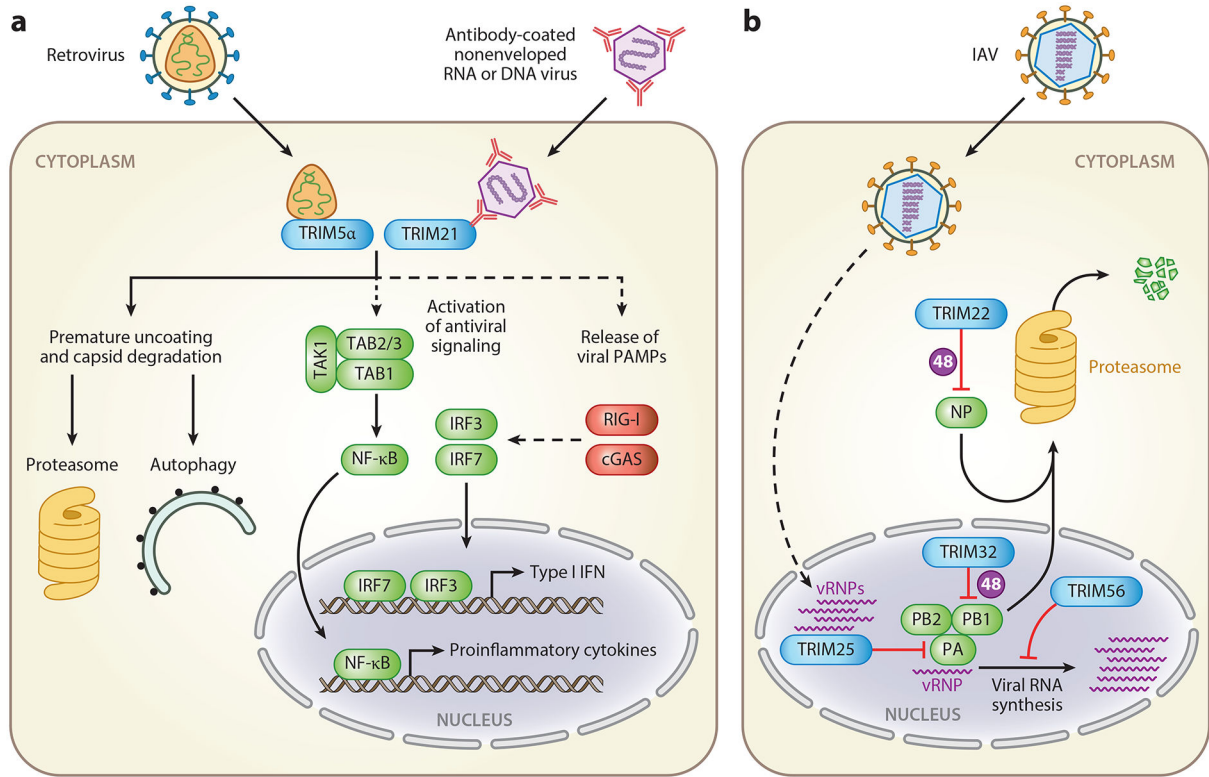 a
Retrovirus
Antibody-coated
nonenveloped
RNA or DNA virus
CYTOPLASM
TRIM5α
TRIM21
Premature uncoating
and capsid degradation
Activation
of antiviral
signaling
Release of
viral PAMPs
TAK1
TAB2/3
TAB1
IRF3
IRF7
RIG-I
cGAS
Proteasome
Autophagy
NF-κB
IRF7
IRF3
Type I IFN
NF-κB
Proinflammatory cytokines
NUCLEUS
b
IAV
CYTOPLASM
TRIM22
48
NP
Proteasome
TRIM32
48
vRNPs
TRIM56
PB2
PB1
TRIM25
PA
vRNP
Viral RNA
synthesis
NUCLEUS